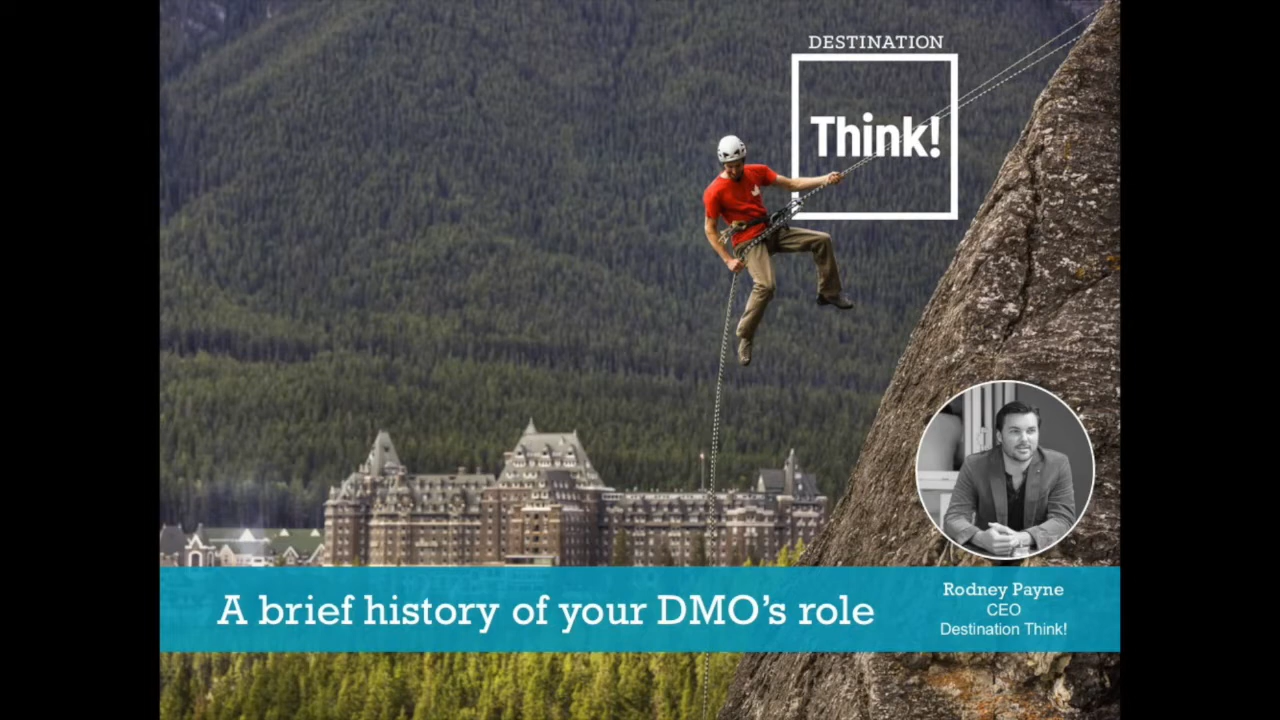 DESTINATION
Think!
A brief history of your DMO's role
Rodney Payne
CEO
Destination Think!